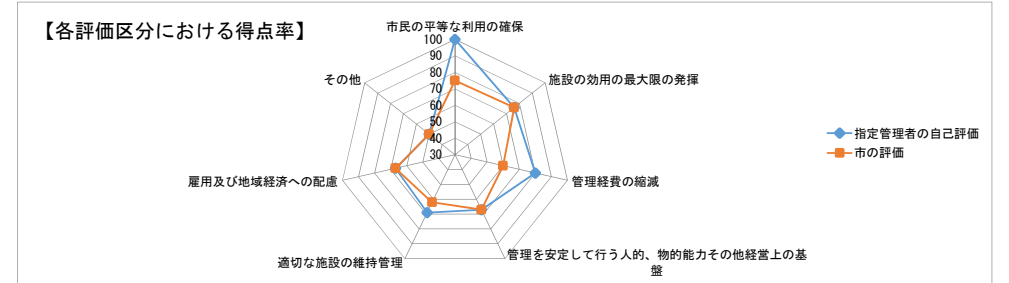 【各評価区分における得点率】
市民の平等な利用の確保
100
90
80
70
60
50
40
30
施設の効用の最大限の発揮
管理経費の縮減
管理を安定して行う人的、物的能力その他経営上の基
盤
適切な施設の維持管理
雇用及び地域経済への配慮
その他
指定管理者の自己評価
市の評価